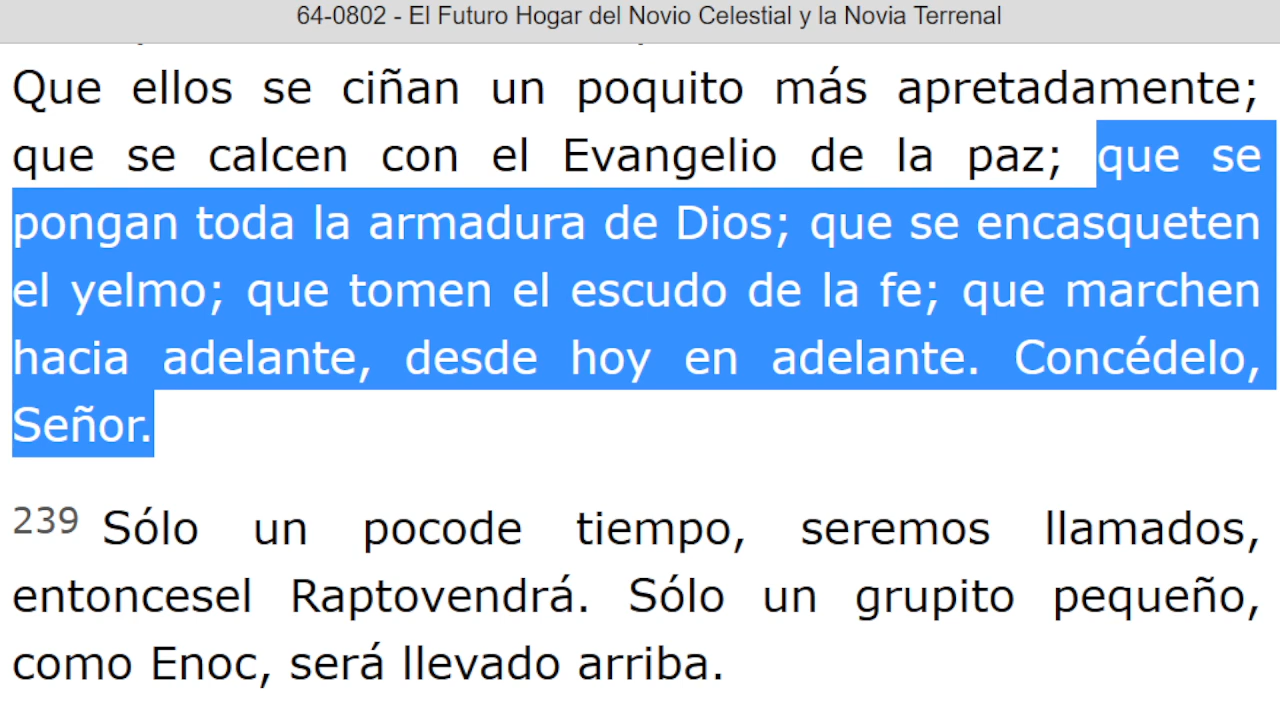 64-0802 - El Futuro Hogar del Novio Celestial y la Novia Terrenal
Que ellos se ciñan un poquito más apretadamente;
que se calcen con el Evangelio de la paz; que se
pongan toda la armadura de Dios; que se encasqueten
el yelmo; que tomen el escudo de la fe; que marchen
hacia adelante, desde hoy en adelante. Concédelo,
Señor.
239 Sólo un pocode tiempo, seremos llamados,
entoncesel Raptovendrá. Sólo un grupito pequeño,
como Enoc, será llevado arriba.